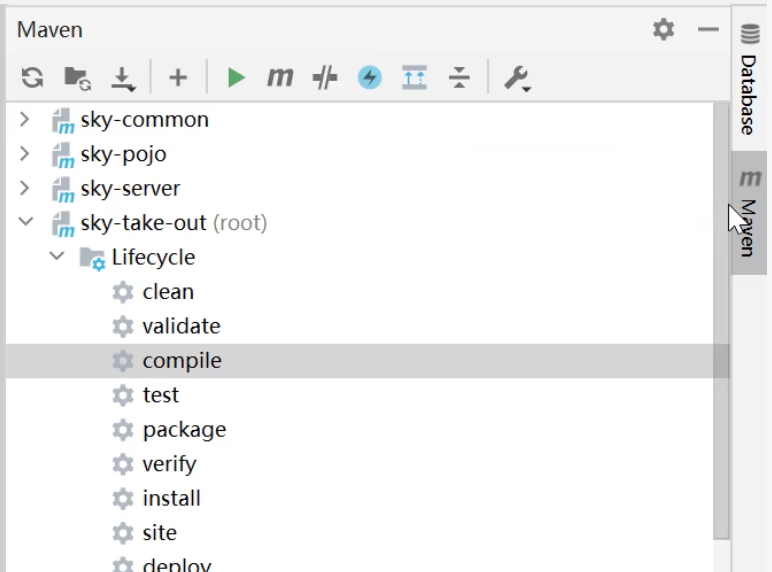 Maven
Database
m
sky-common
sky-pojo
sky-server
sky-take-out (root)
Lifecycle
clean
validate
compile
test
package
verify
install
site
deploy
m
Maven